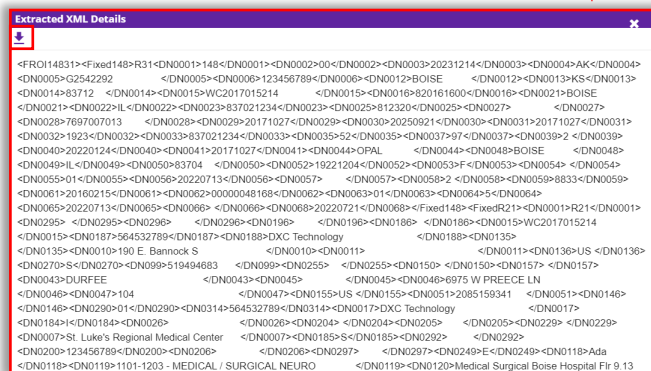 Extracted XML Details
<FROI14831><Fixed148>R31<DN0001>148</DN0001><DN0002>00</DN0002><DN0003>20231214</DN0003><DN0004>AK</DN0004>
<DN0005>G2542292 </DN0005><DN0006>123456789</DN0006><DN0012>BOISE </DN0012><DN0013>KS</DN0013>
<DN0014>83712 </DN0014><DN0015>WC2017015214 </DN0015><DN0016>820161600</DN0016><DN0021>BOISE
</DN0021><DN0022>IL</DN0022><DN0023>837021234</DN0023><DN0025>812320</DN0025><DN0027> </DN0027>
<DN0028>7697007013 </DN0028><DN0029>20171027</DN0029><DN0030>20250921</DN0030><DN0031>20171027</DN0031>
<DN0032>1923</DN0032><DN0033>837021234</DN0033><DN0035>52</DN0035><DN0037>97</DN0037><DN0039>2 </DN0039>
<DN0040>20220124</DN0040><DN0041>20171027</DN0041><DN0044>OPAL </DN0044><DN0048>BOISE </DN0048>
<DN0049>IL</DN0049><DN0050>83704 </DN0050><DN0052>19221204</DN0052><DN0053>F</DN0053><DN0054> </DN0054>
<DN0055>01</DN0055><DN0056>20220713</DN0056><DN0057> </DN0057><DN0058>2 </DN0058><DN0059>8833</DN0059>
<DN0061>20160215</DN0061><DN0062>00000048168</DN0062><DN0063>01</DN0063><DN0064>5</DN0064>
<DN0065>20220713</DN0065><DN0066> </DN0066><DN0068>20220721</DN0068></Fixed148><FixedR21><DN0001>R21</DN0001>
<DN0295> </DN0295><DN0296> </DN0296><DN0196> </DN0196><DN0186> </DN0186><DN0015>WC2017015214
</DN0015><DN0187>564532789</DN0187><DN0188>DXC Technology </DN0188><DN0135>
</DN0135><DN0010>190 E. Bannock S </DN0010><DN0011> </DN0011><DN0136>US </DN0136>
<DN0270>S</DN0270><DN099>519494683 </DN099><DN0255> </DN0255><DN0150> </DN0150><DN0157> </DN0157>
<DN0043>DURFEE </DN0043><DN0045> </DN0045><DN0046>6975 W PREECE LN
</DN0046><DN0047>104 </DN0047><DN0155>US </DN0155><DN0051>2085159341 </DN0051><DN0146>
</DN0146><DN0290>01</DN0290><DN0314>564532789</DN0314><DN0017>DXC Technology </DN0017>
<DN0184>I</DN0184><DN0026> </DN0026><DN0204> </DN0204><DN0205> </DN0205><DN0229> </DN0229>
<DN0007>St. Luke's Regional Medical Center </DN0007><DN0185>S</DN0185><DN0292> </DN0292>
<DN0200>123456789</DN0200><DN0206> </DN0206><DN0297> </DN0297><DN0249>E</DN0249><DN0118>Ada
</DN0118><DN0119>1101-1203 - MEDICAL / SURGICAL NEURO </DN0119><DN0120>Medical Surgical Boise Hospital Flr 9.13